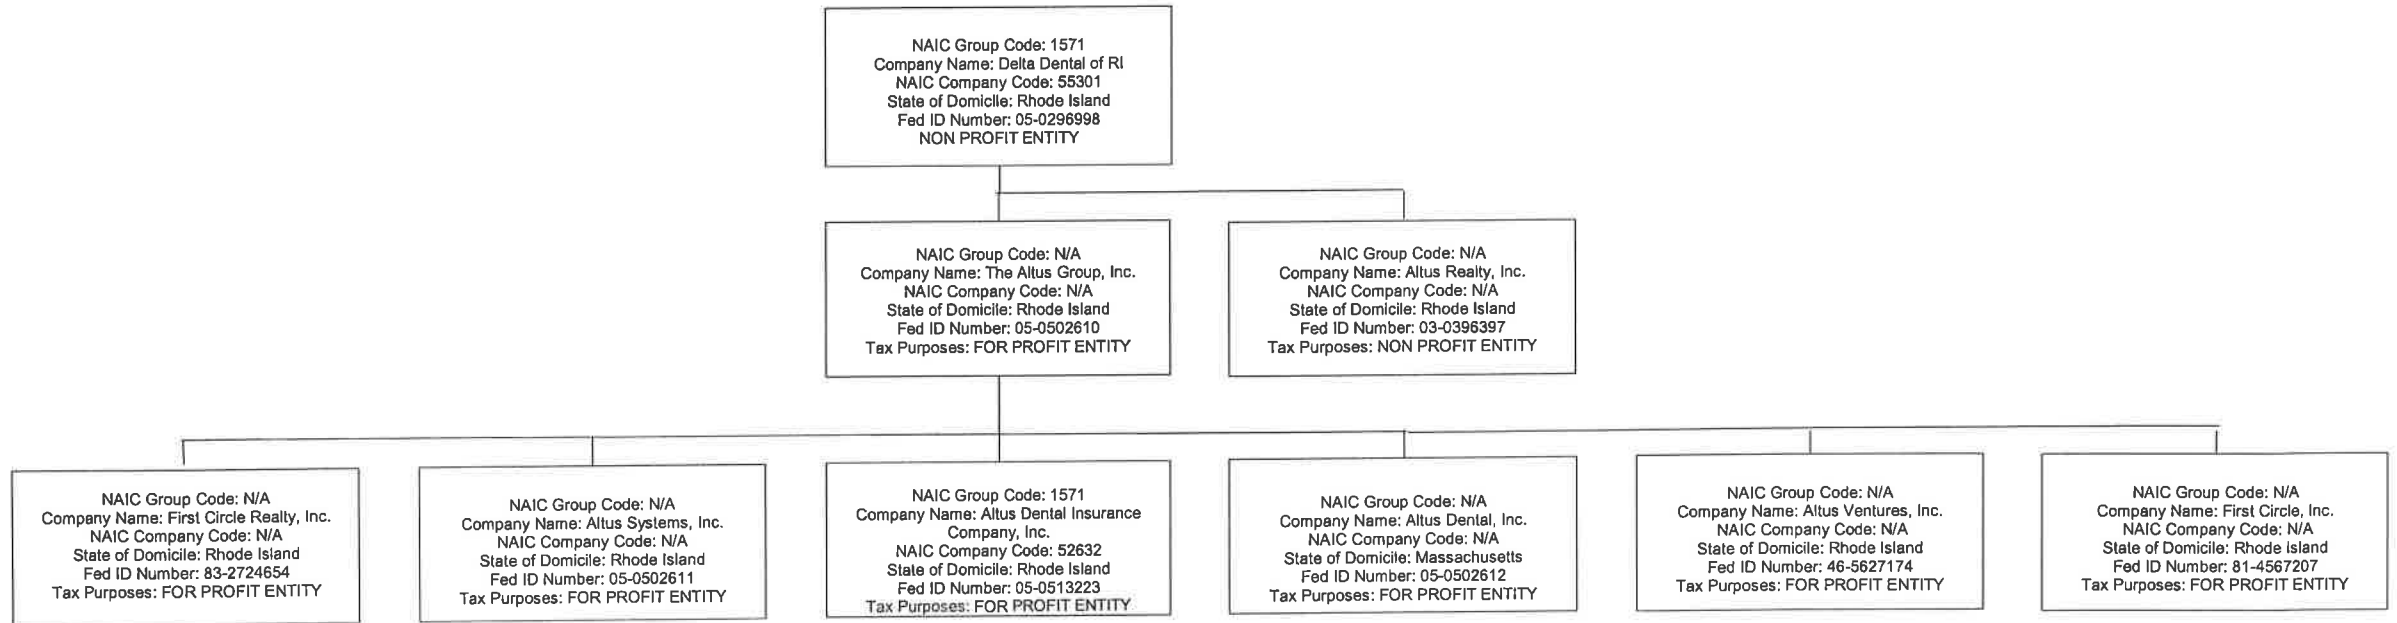 NAIC Group Code: 1571
Company Name: Delta Dental of RI
NAIC Company Code: 55301
State of Domicile: Rhode Island
Fed ID Number: 05-0296998
NON PROFIT ENTITY
NAIC Group Code: N/A
Company Name: The Altus Group, Inc.
NAIC Company Code: N/A
State of Domicile: Rhode Island
Fed ID Number: 05-0502610
Tax Purposes: FOR PROFIT ENTITY
NAIC Group Code: N/A
Company Name: Altus Realty, Inc.
NAIC Company Code: N/A
State of Domicile: Rhode Island
Fed ID Number: 03-0396397
Tax Purposes: NON PROFIT ENTITY
NAIC Group Code: N/A
Company Name: First Circle Realty, Inc.
NAIC Company Code: N/A
State of Domicile: Rhode Island
Fed ID Number: 83-2724654
Tax Purposes: FOR PROFIT ENTITY
NAIC Group Code: N/A
Company Name: Altus Systems, Inc.
NAIC Company Code: N/A
State of Domicile: Rhode Island
Fed ID Number: 05-0502611
Tax Purposes: FOR PROFIT ENTITY
NAIC Group Code: 1571
Company Name: Altus Dental Insurance
Company, Inc.
NAIC Company Code: 52632
State of Domicile: Rhode Island
Fed ID Number: 05-0513223
Tax Purposes: FOR PROFIT ENTITY
NAIC Group Code: N/A
Company Name: Altus Dental, Inc.
NAIC Company Code: N/A
State of Domicile: Massachusetts
Fed ID Number: 05-0502612
Tax Purposes: FOR PROFIT ENTITY
NAIC Group Code: N/A
Company Name: Altus Ventures, Inc.
NAIC Company Code: N/A
State of Domicile: Rhode Island
Fed ID Number: 46-5627174
Tax Purposes: FOR PROFIT ENTITY
NAIC Group Code: N/A
Company Name: First Circle, Inc.
NAIC Company Code: N/A
State of Domicile: Rhode Island
Fed ID Number: 81-4567207
Tax Purposes: FOR PROFIT ENTITY